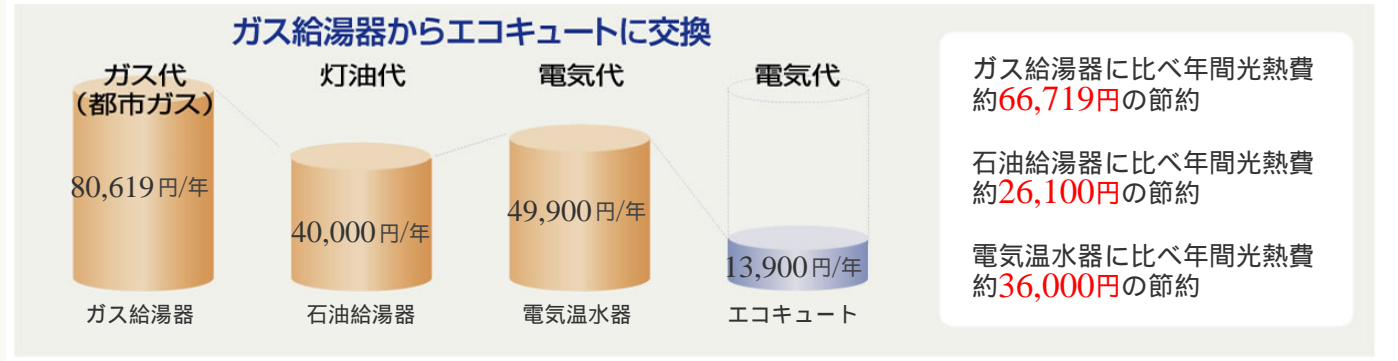 ガス給湯器からエコキュートに交換
ガス代
(都市ガス)
灯油代
電気代
電気代
80,619円/年
40,000円/年
49,900円/年
13,900円/年
ガス給湯器
石油給湯器
電気温水器
エコキュート
ガス給湯器に比べ年間光熱費
約66,719円の節約
石油給湯器に比べ年間光熱費
約26,100円の節約
電気温水器に比べ年間光熱費
約36,000円の節約